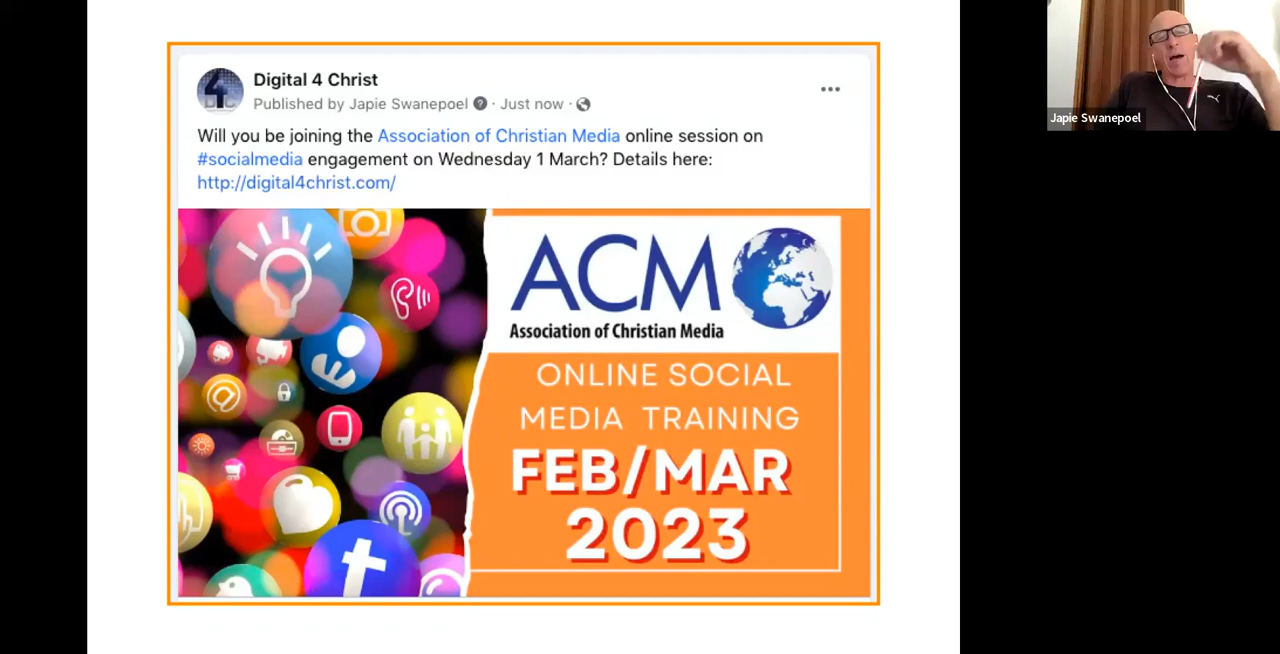 Digital 4 Christ
Published by Japie Swanepoel · Just now ·
Will you be joining the Association of Christian Media online session on
#socialmedia engagement on Wednesday 1 March? Details here:
http://digital4christ.com/
ACM
Association of Christian Media
ONLINE SOCIAL
MEDIA TRAINING
FEB/MAR
2023
Japie Swanepoel